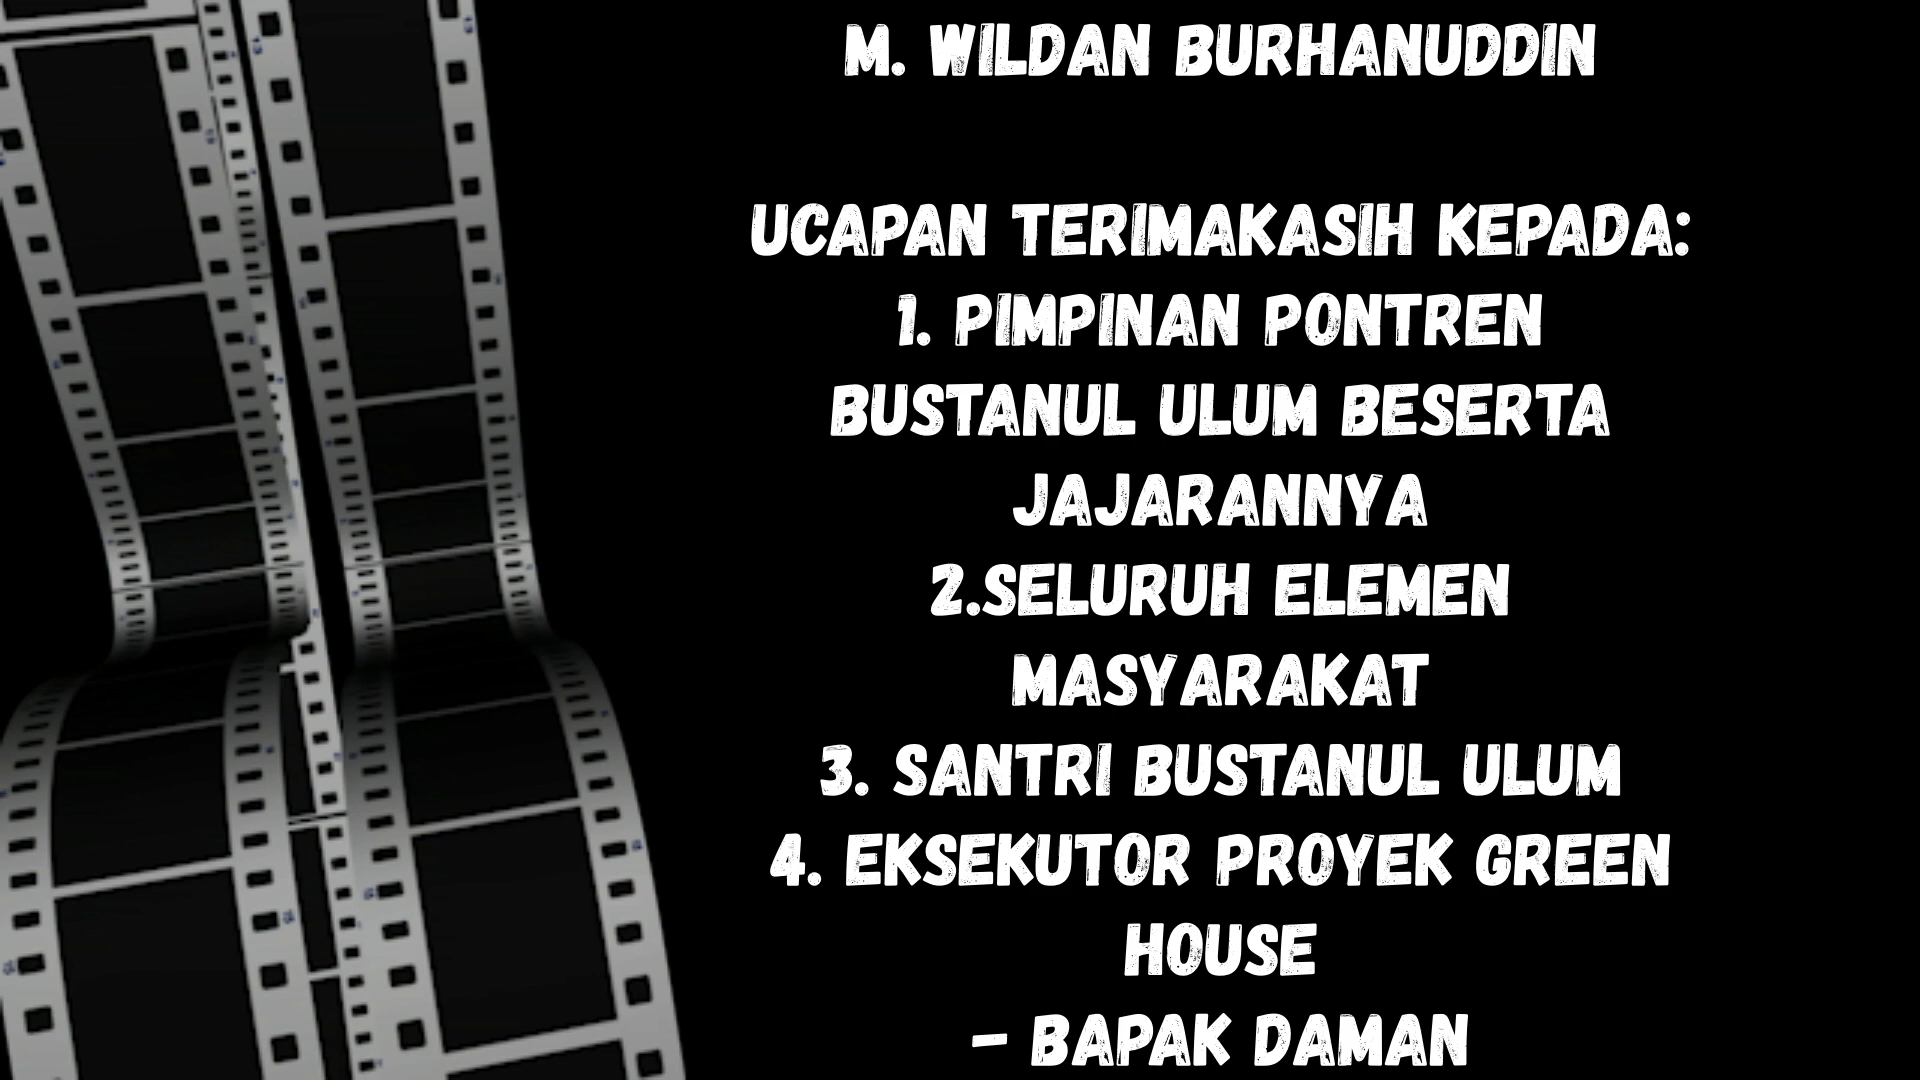 M. WILDAN BURHANUDDIN
UCAPAN TERIMAKASIH KEPADA:
1. PIMPINAN PONTREN
BUSTANUL ULUM BESERTA
JAJARANNYA
2.SELURUH ELEMEN
MASYARAKAT
3. SANTRI BUSTANUL ULUM
4. EKSEKUTOR PROYEK GREEN
HOUSE
- BAPAK DAMAN